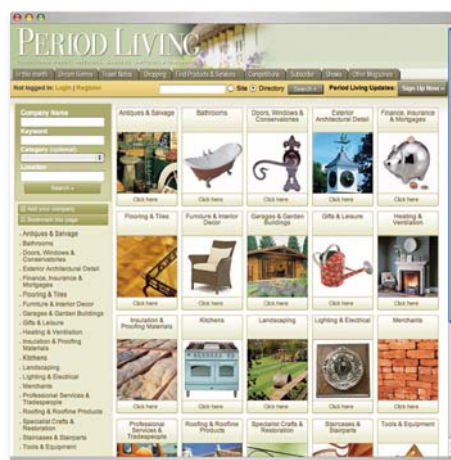 PERIOD LIVING
In this month Dream Homes Travel Notes Shopping Find Products & Services Competitions Subscribe Shows Other Magazines
Not logged in: Login | Register
Site Directory Search »
Period Living Updates: Sign Up Now »
Company Name
Keyword
Category (optional)
Location
Search »
Add your company
Bookmark this page
Antiques & Salvage
Bathrooms
Doors, Windows &
Conservatories
Exterior Architectural Detail
Finance, Insurance &
Mortgages
Flooring & Tiles
Furniture & Interior Decor
Garages & Garden Buildings
Gifts & Leisure
Heating & Ventilation
Insulation & Proofing
Materials
Kitchens
Landscaping
Lighting & Electrical
Merchants
Professional Services &
Tradespeople
Roofing & Roofline Products
Specialist Crafts &
Restoration
Staircases & Stairparts
Tools & Equipment
Antiques & Salvage
Click here
Bathrooms
Click here
Doors, Windows &
Conservatories
Click here
Exterior
Architectural Detail
Click here
Finance, Insurance
& Mortgages
Click here
Flooring & Tiles
Click here
Furniture & Interior
Decor
Click here
Garages & Garden
Buildings
Click here
Gifts & Leisure
Click here
Heating &
Ventilation
Click here
Insulation &
Proofing Materials
Click here
Kitchens
Click here
Landscaping
Click here
Lighting & Electrical
Click here
Merchants
Click here
Professional
Services &
Tradespeople
Roofing & Roofline
Products
Specialist Crafts &
Restoration
Staircases &
Stairparts
Tools & Equipment